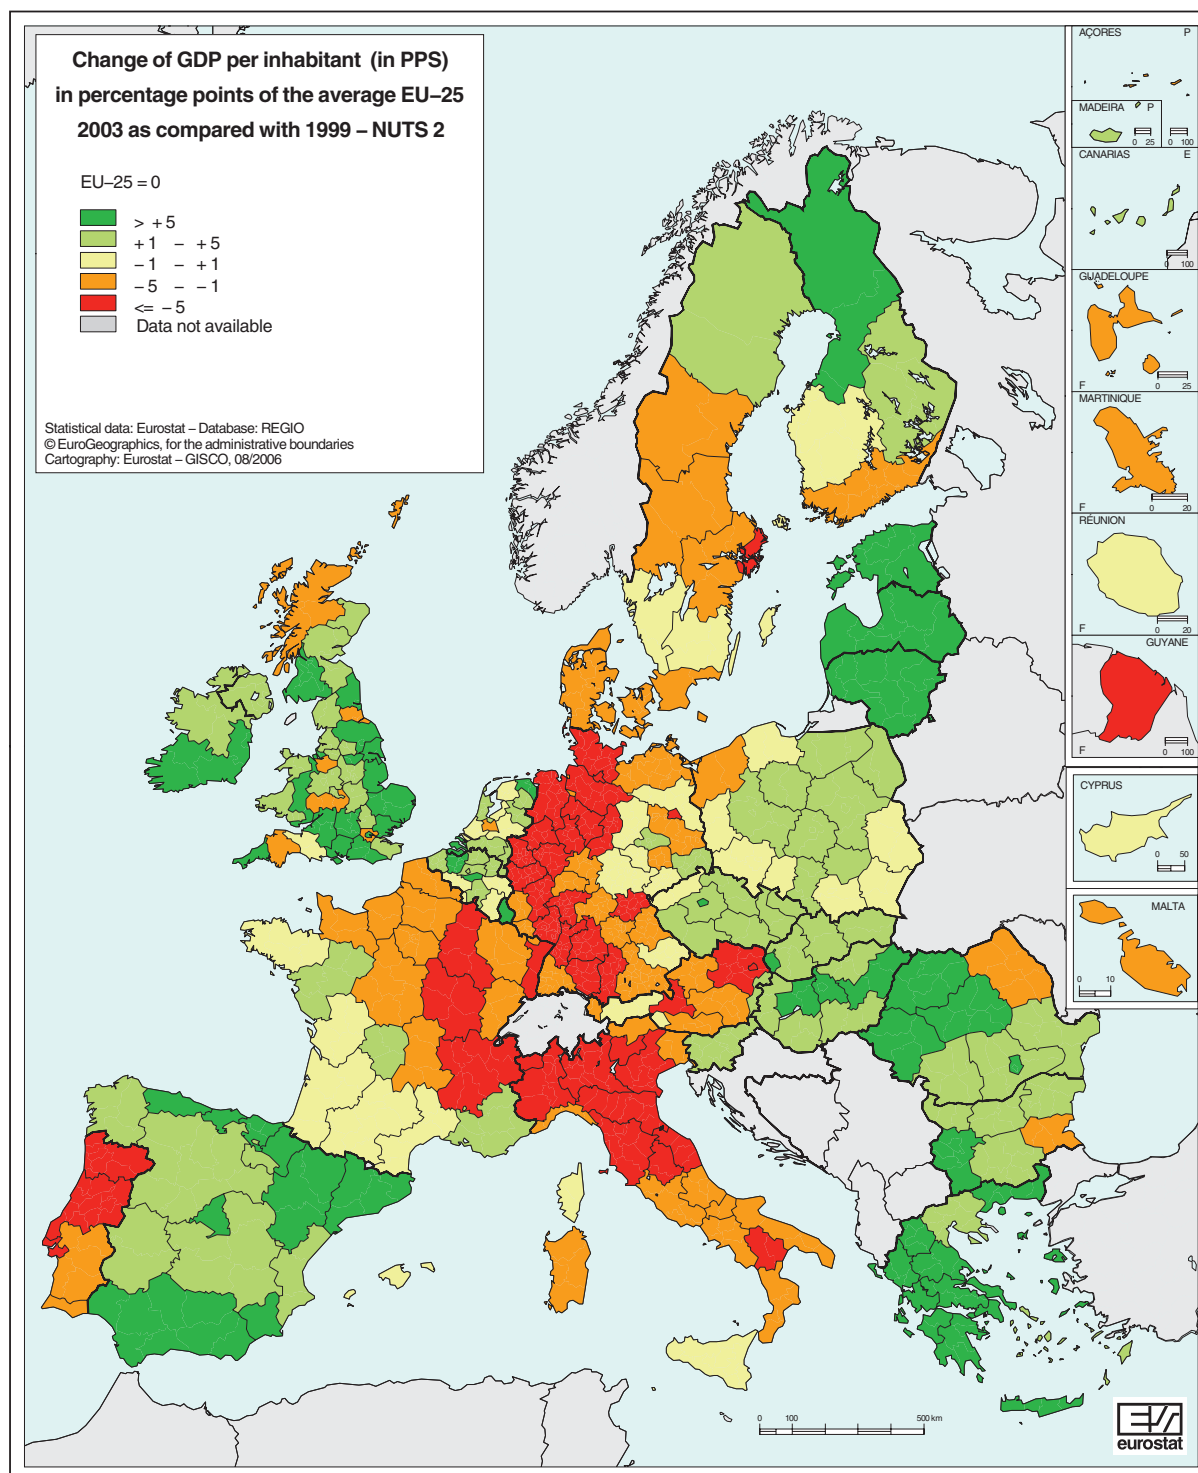 Change of GDP per inhabitant (in PPS)
in percentage points of the average EU–25
2003 as compared with 1999 – NUTS 2
EU–25 = 0
> + 5
+ 1 – + 5
– 1 – + 1
– 5 – – 1
<= – 5
Data not available
Statistical data: Eurostat – Database: REGIO
© EuroGeographics, for the administrative boundaries
Cartography: Eurostat – GISCO, 08/2006
AÇORES P
MADEIRA P
0 25 0 100
CANARIAS E
0 100
GUADELOUPE
F 0 25
MARTINIQUE
F 0 20
RÉUNION
F 0 20
GUYANE
F 0 100
CYPRUS
0 50
MALTA
0 10
0 100 500 km
eurostat